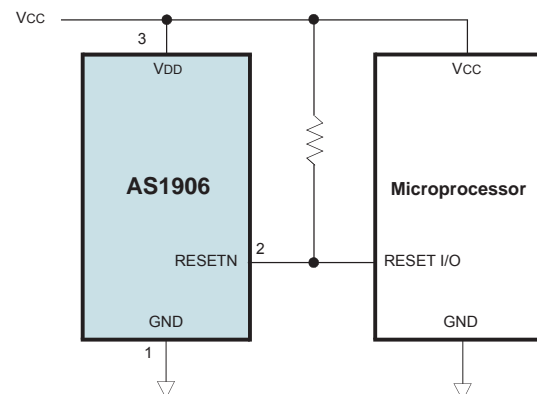 VCC
3
VDD
VCC
AS1906
Microprocessor
2
RESETN
RESET I/O
GND
GND
1